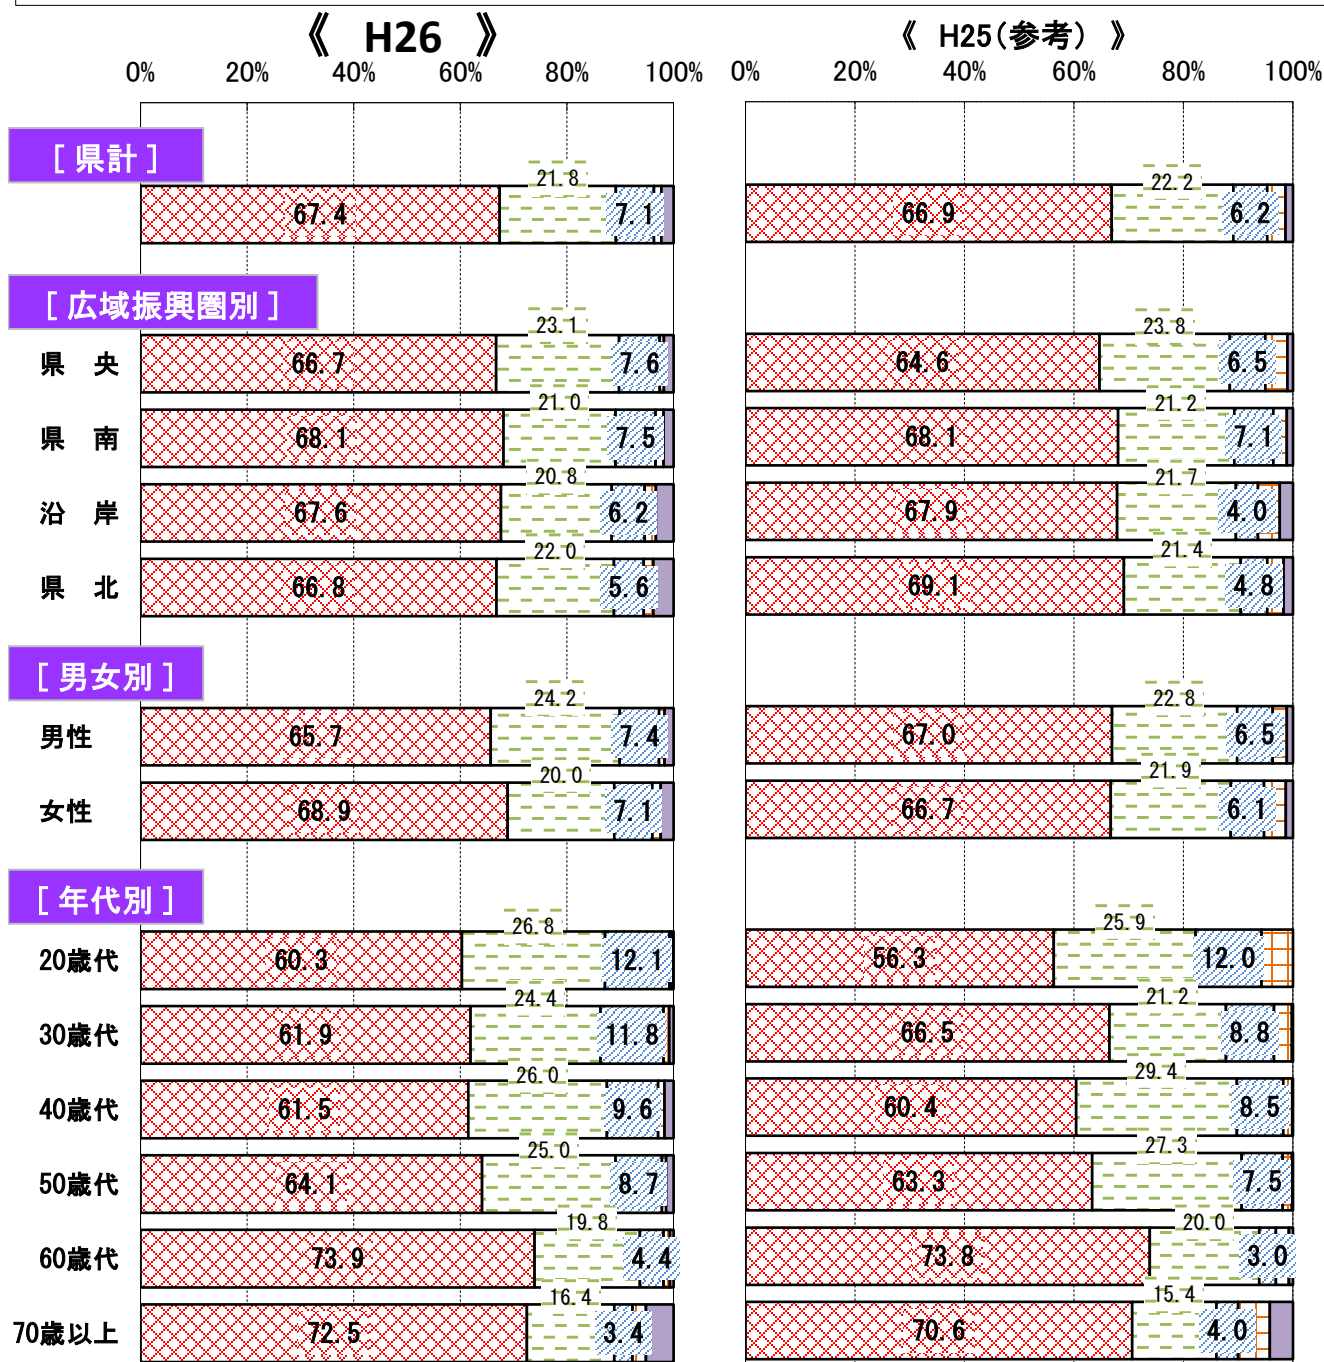 《 H26 》 《 H25(参考) 》
0% 20% 40% 60% 80% 100% 0% 20% 40% 60% 80% 100%
[ 県計 ]
67.4 21.8 7.1 66.9 22.2 6.2
[ 広域振興圏別 ]
県 央 66.7 23.1 7.6 64.6 23.8 6.5
県 南 68.1 21.0 7.5 68.1 21.2 7.1
沿 岸 67.6 20.8 6.2 67.9 21.7 4.0
県 北 66.8 22.0 5.6 69.1 21.4 4.8
[ 男女別 ]
男性 65.7 24.2 7.4 67.0 22.8 6.5
女性 68.9 20.0 7.1 66.7 21.9 6.1
[ 年代別 ]
20歳代 60.3 26.8 12.1 56.3 25.9 12.0
30歳代 61.9 24.4 11.8 66.5 21.2 8.8
40歳代 61.5 26.0 9.6 60.4 29.4 8.5
50歳代 64.1 25.0 8.7 63.3 27.3 7.5
60歳代 73.9 19.8 4.4 73.8 20.0 3.0
70歳以上 72.5 16.4 3.4 70.6 15.4 4.0